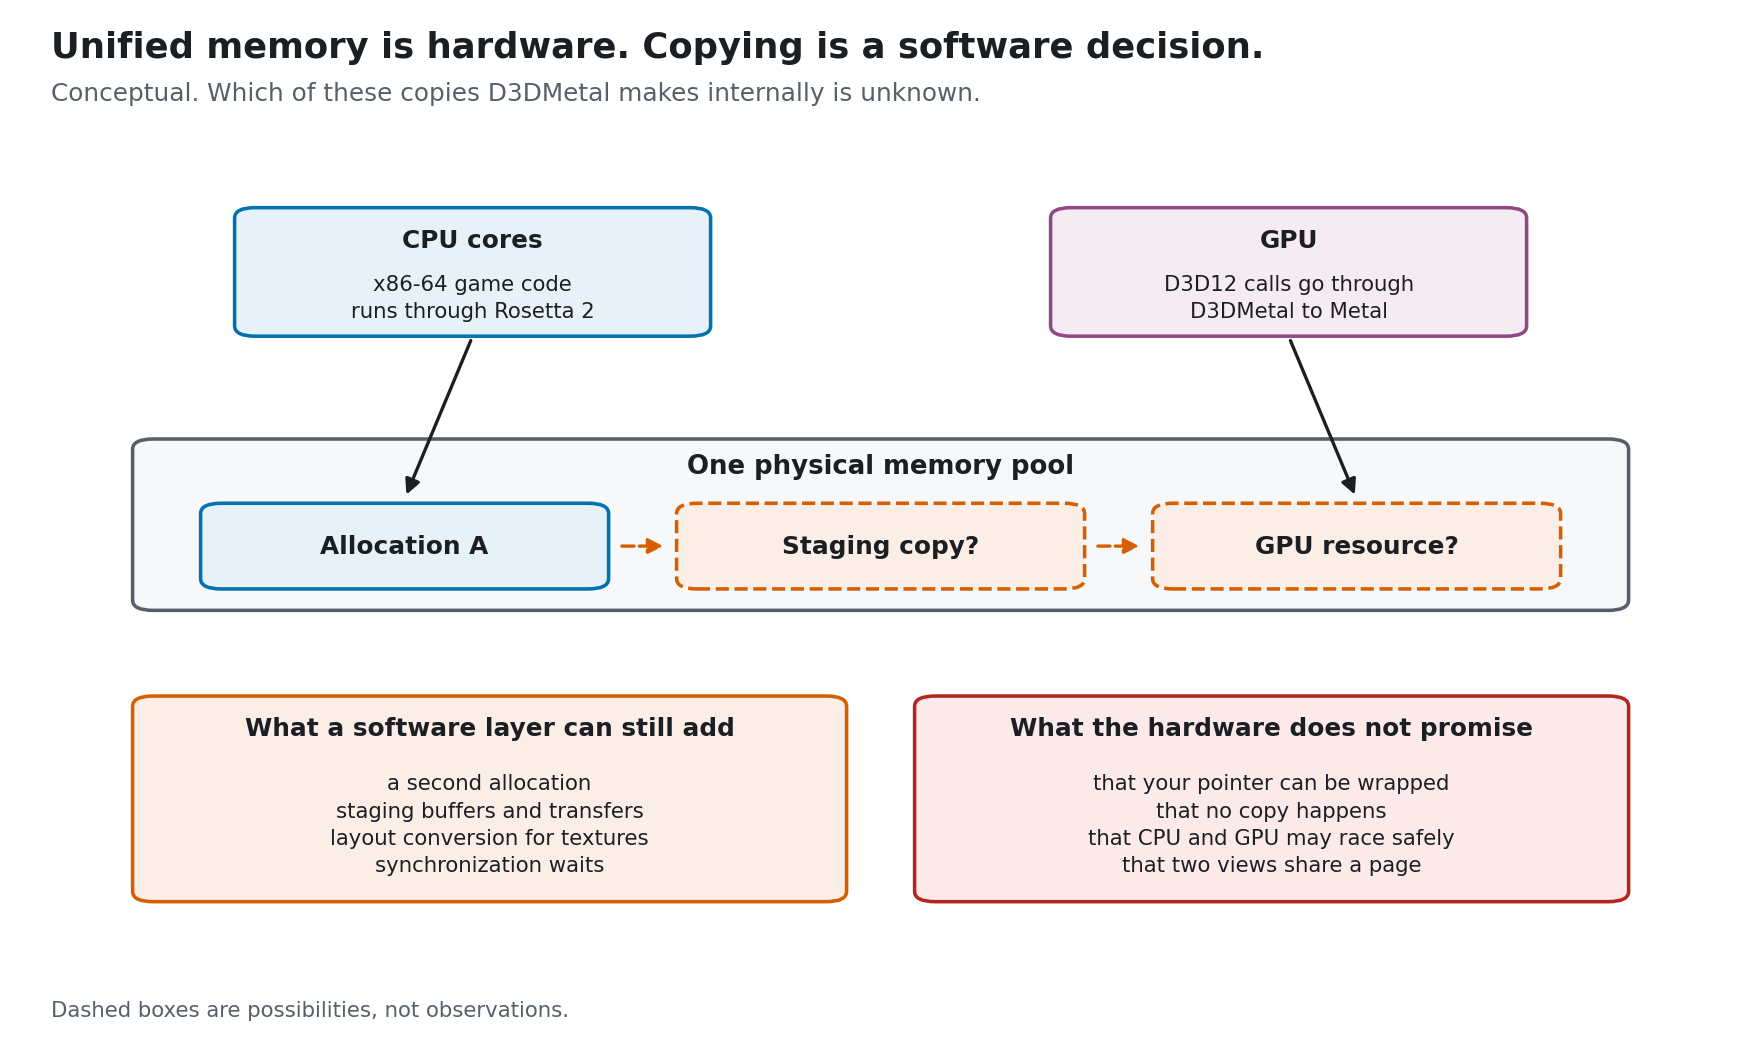 Unified memory is hardware. Copying is a software decision.
Conceptual. Which of these copies D3DMetal makes internally is unknown.
CPU cores
x86-64 game code
runs through Rosetta 2
GPU
D3D12 calls go through
D3DMetal to Metal
One physical memory pool
Allocation A
Staging copy?
GPU resource?
What a software layer can still add
a second allocation
staging buffers and transfers
layout conversion for textures
synchronization waits
What the hardware does not promise
that your pointer can be wrapped
that no copy happens
that CPU and GPU may race safely
that two views share a page
Dashed boxes are possibilities, not observations.